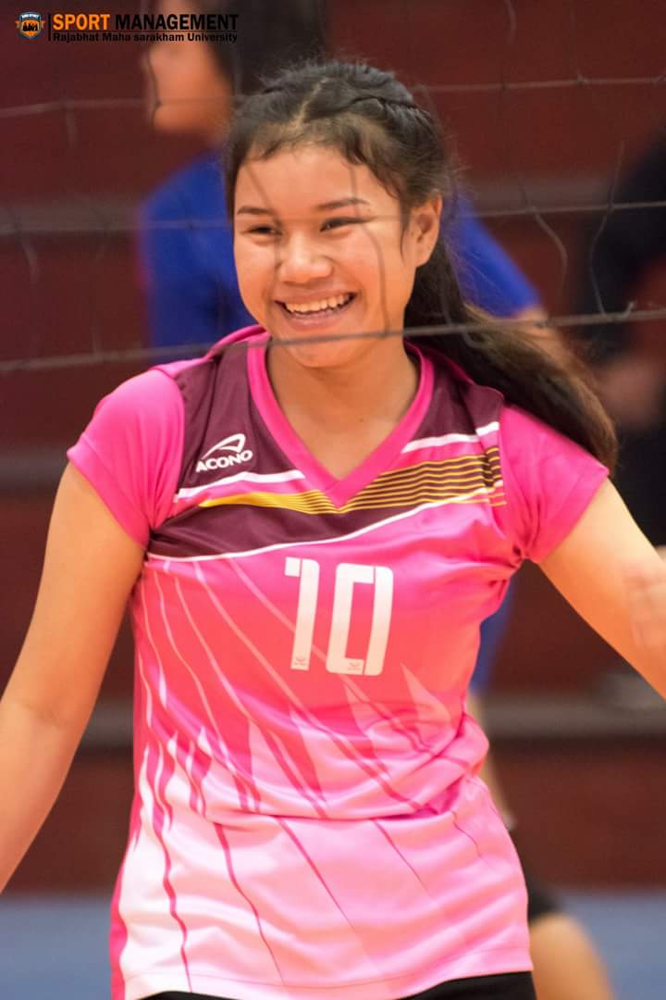 SPORT MANAGEMENT
Rajabhat Maha sarakham University
ACONO
10